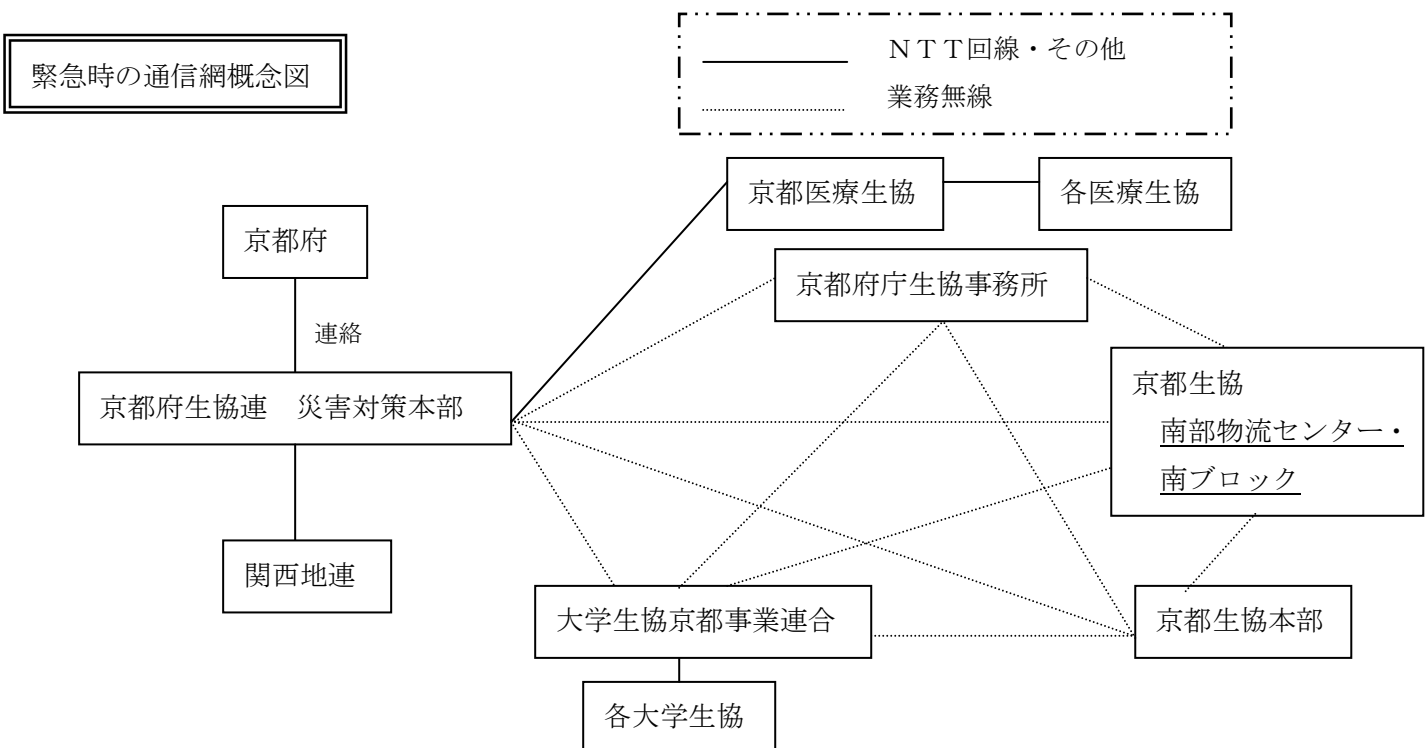 緊急時の通信網概念図
NTT回線・その他
業務無線
京都医療生協
各医療生協
京都府
京都府庁生協事務所
連絡
京都府生協連　災害対策本部
京都生協
南部物流センター・
南ブロック
関西地連
大学生協京都事業連合
京都生協本部
各大学生協